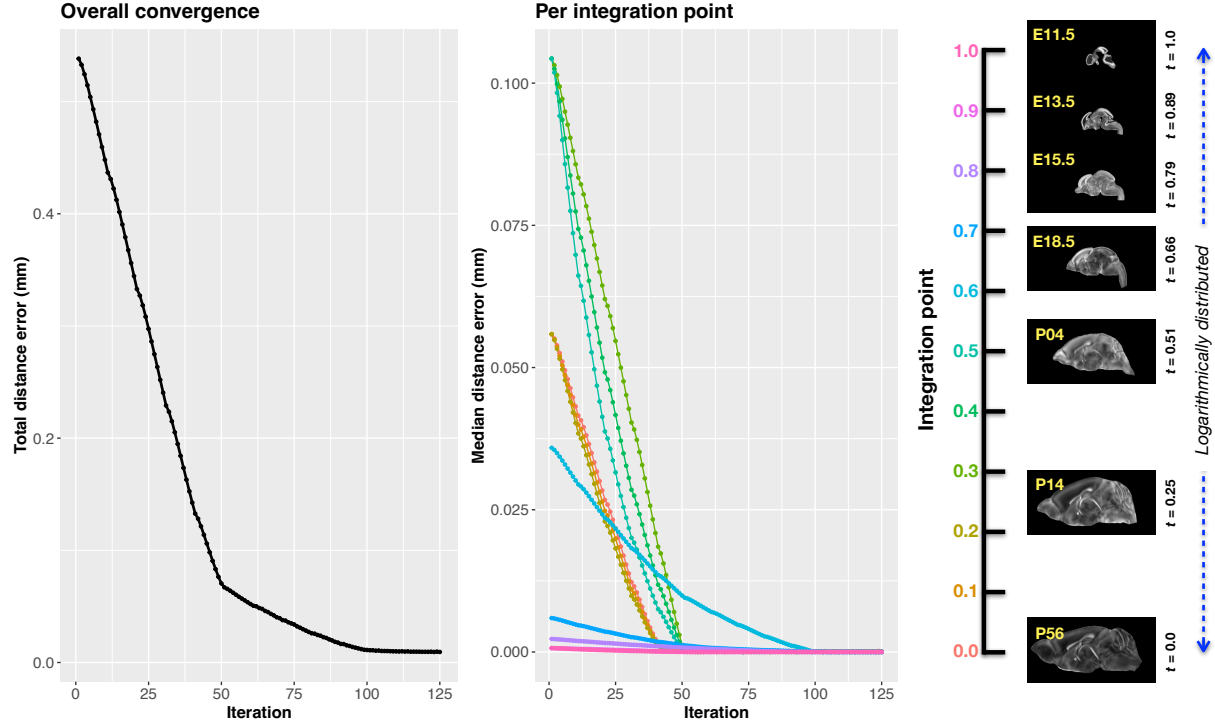 Overall convergence
Total distance error (mm)
0.4
0.2
0.0
0
25
50
75
100
125
Iteration
Per integration point
Median distance error (mm)
0.100
0.075
0.050
0.025
0.000
0
25
50
75
100
125
Iteration
Integration point
1.0
0.9
0.8
0.7
0.6
0.5
0.4
0.3
0.2
0.1
0.0
E11.5
t = 1.0
E13.5
t = 0.89
E15.5
t = 0.79
E18.5
t = 0.66
P04
t = 0.51
P14
t = 0.25
P56
t = 0.0
Logarithmically distributed